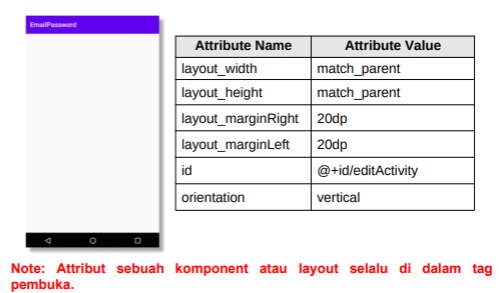 EmailPassword
Attribute Name Attribute Value
layout_width match_parent
layout_height match_parent
layout_marginRight 20dp
layout_marginLeft 20dp
id @+id/editActivity
orientation vertical
Note: Attribut sebuah komponent atau layout selalu di dalam tag
pembuka.